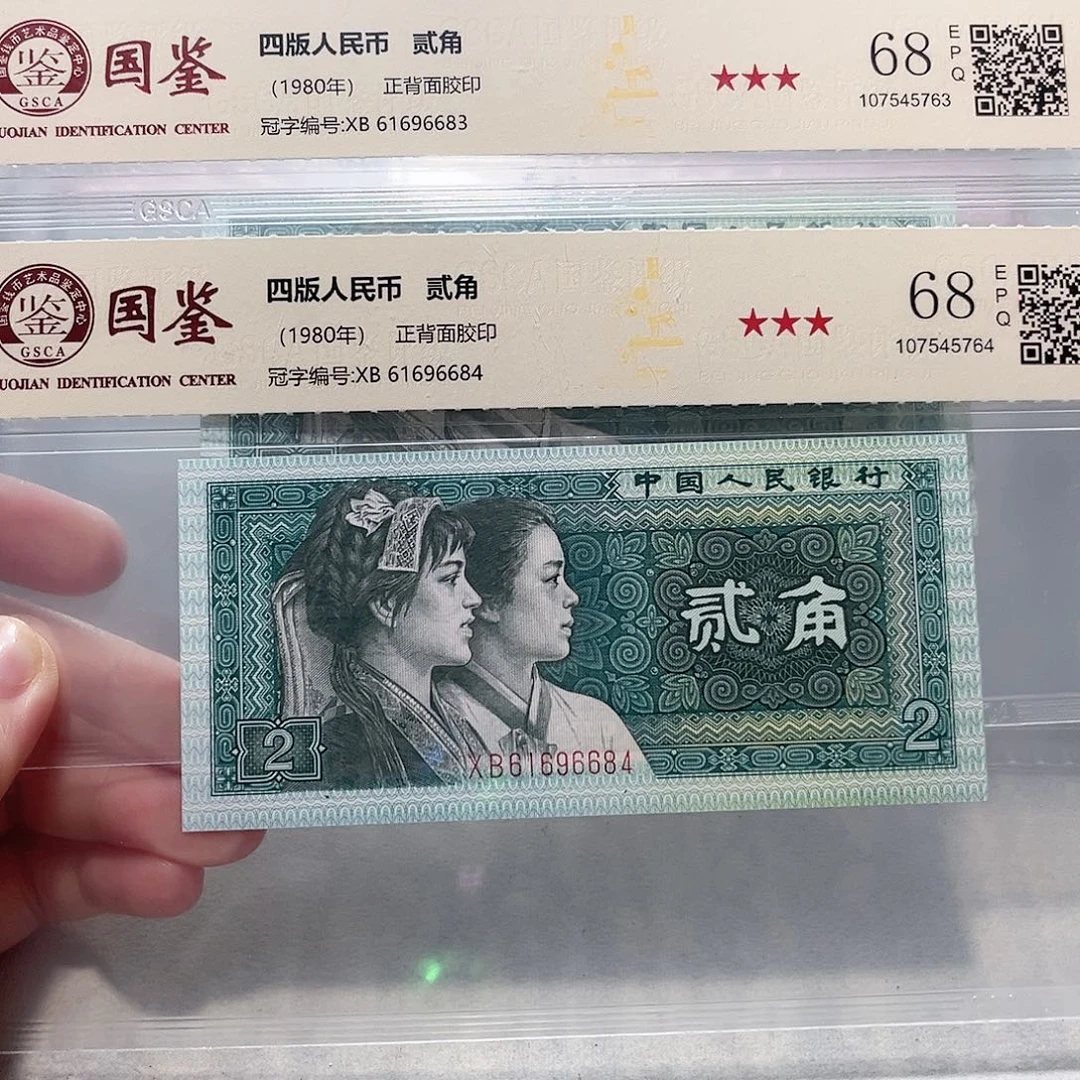 国鉴
GSCA
UOJIAN IDENTIFICATION CENTER
四版人民币 贰角
（1980年） 正背面胶印
冠字编号:XB 61696683
★★★
68
EPQ
107545763
GSCA
国鉴
鉴
GSCA
UOJIAN IDENTIFICATION CENTER
四版人民币 贰角
（1980年） 正背面胶印
冠字编号:XB 61696684
★★★
68
EPQ
107545764
中国人民银行
贰角
2
2
XB61696684